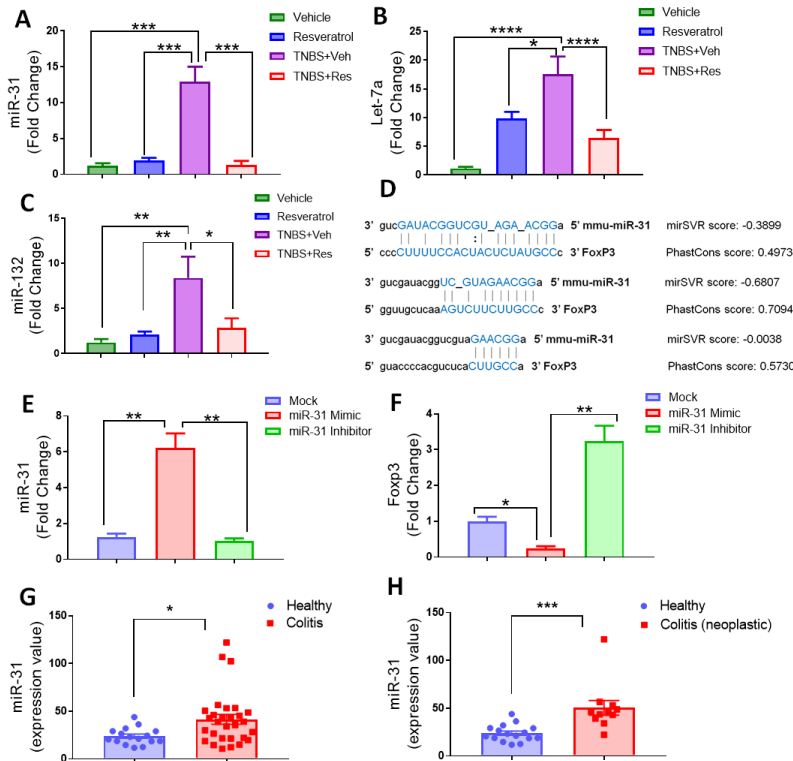 A
miR-31
(Fold Change)
20
15
10
5
0
***
***
***
Vehicle
Resveratrol
TNBS+Veh
TNBS+Res
B
Let-7a
(Fold Change)
25
20
15
10
5
0
****
*
****
Vehicle
Resveratrol
TNBS+Veh
TNBS+Res
C
miR-132
(Fold Change)
15
10
5
0
**
**
*
Vehicle
Resveratrol
TNBS+Veh
TNBS+Res
D
3' gucGAUACGGUCGU_AGA_ACGGa 5' mmu-miR-31 mirSVR score: -0.3899
5' cccCUUUUCCACUACUCUAUGCCc 3' FoxP3 PhastCons score: 0.4973
3' gucgauacggUC_GUAGAACGGa 5' mmu-miR-31 mirSVR score: -0.6807
5' gguugcucaaAGUCUUCUUGCCc 3' FoxP3 PhastCons score: 0.7094
3' gucgauacggucguaGAACGGa 5' mmu-miR-31 mirSVR score: -0.0038
5' guaccccacgucucaCUUGCCa 3' FoxP3 PhastCons score: 0.5730
E
miR-31
(Fold Change)
8
6
4
2
0
**
**
Mock
miR-31 Mimic
miR-31 Inhibitor
F
Foxp3
(Fold Change)
4
3
2
1
0
*
**
Mock
miR-31 Mimic
miR-31 Inhibitor
G
miR-31
(expression value)
150
100
50
0
*
Healthy
Colitis
H
miR-31
(expression value)
150
100
50
0
***
Healthy
Colitis (neoplastic)